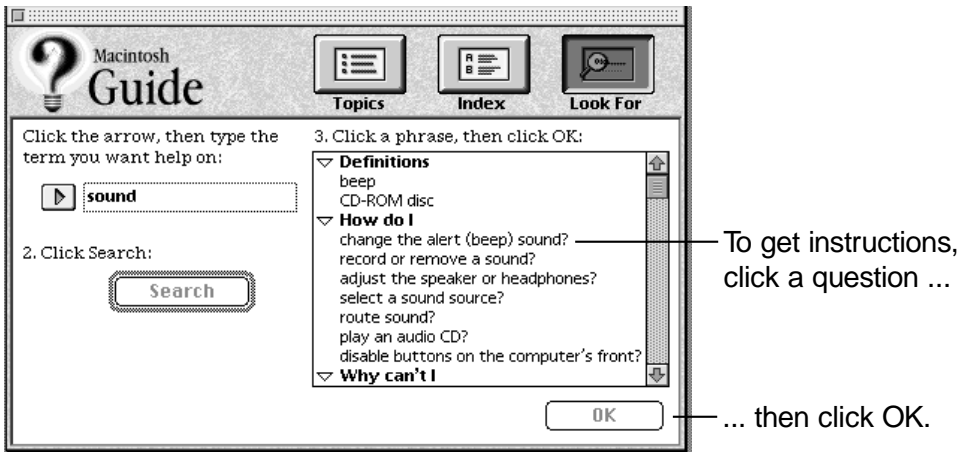 Macintosh
Guide
Topics
Index
Look For
Click the arrow, then type the
term you want help on:
sound
2. Click Search:
Search
3. Click a phrase, then click OK:
Definitions
beep
CD-ROM disc
How do I
change the alert (beep) sound?
record or remove a sound?
adjust the speaker or headphones?
select a sound source?
route sound?
play an audio CD?
disable buttons on the computer's front?
Why can't I
OK
To get instructions,
click a question ...
... then click OK.